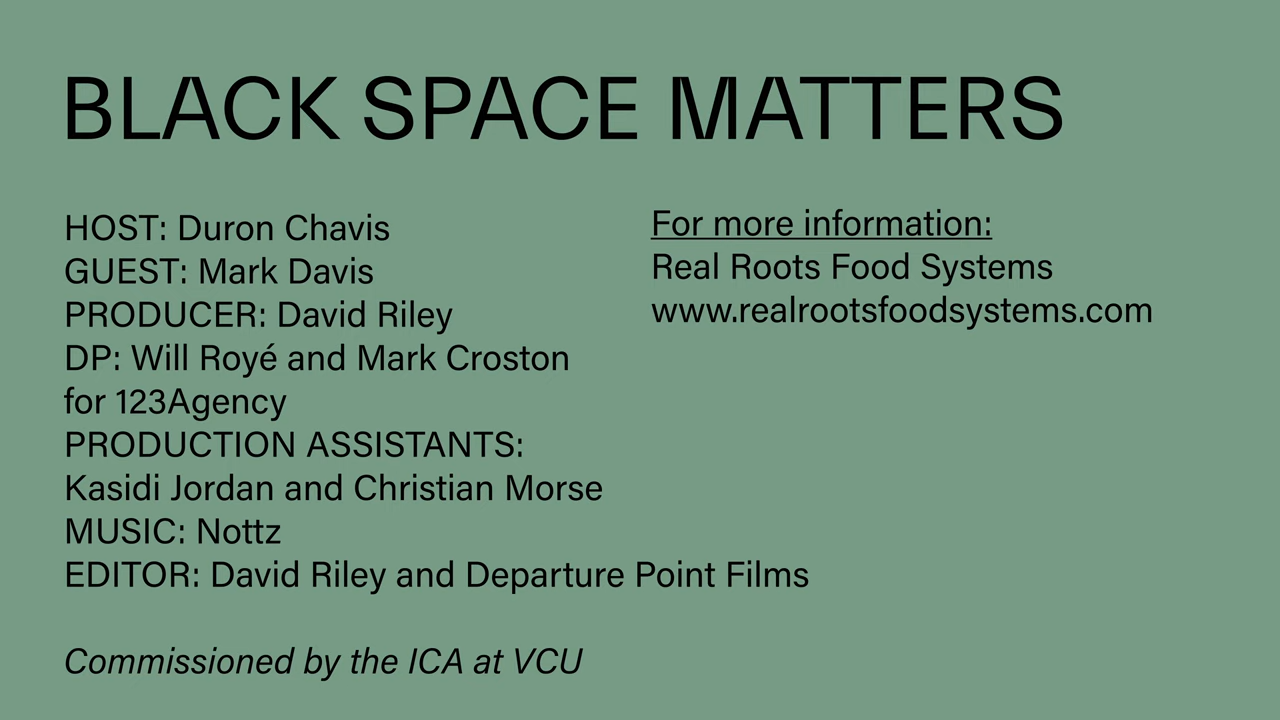 BLACK SPACE MATTERS
HOST: Duron Chavis
GUEST: Mark Davis
PRODUCER: David Riley
DP: Will Royé and Mark Croston
for 123Agency
PRODUCTION ASSISTANTS:
Kasidi Jordan and Christian Morse
MUSIC: Nottz
EDITOR: David Riley and Departure Point Films
For more information:
Real Roots Food Systems
www.realrootsfoodsystems.com
Commissioned by the ICA at VCU